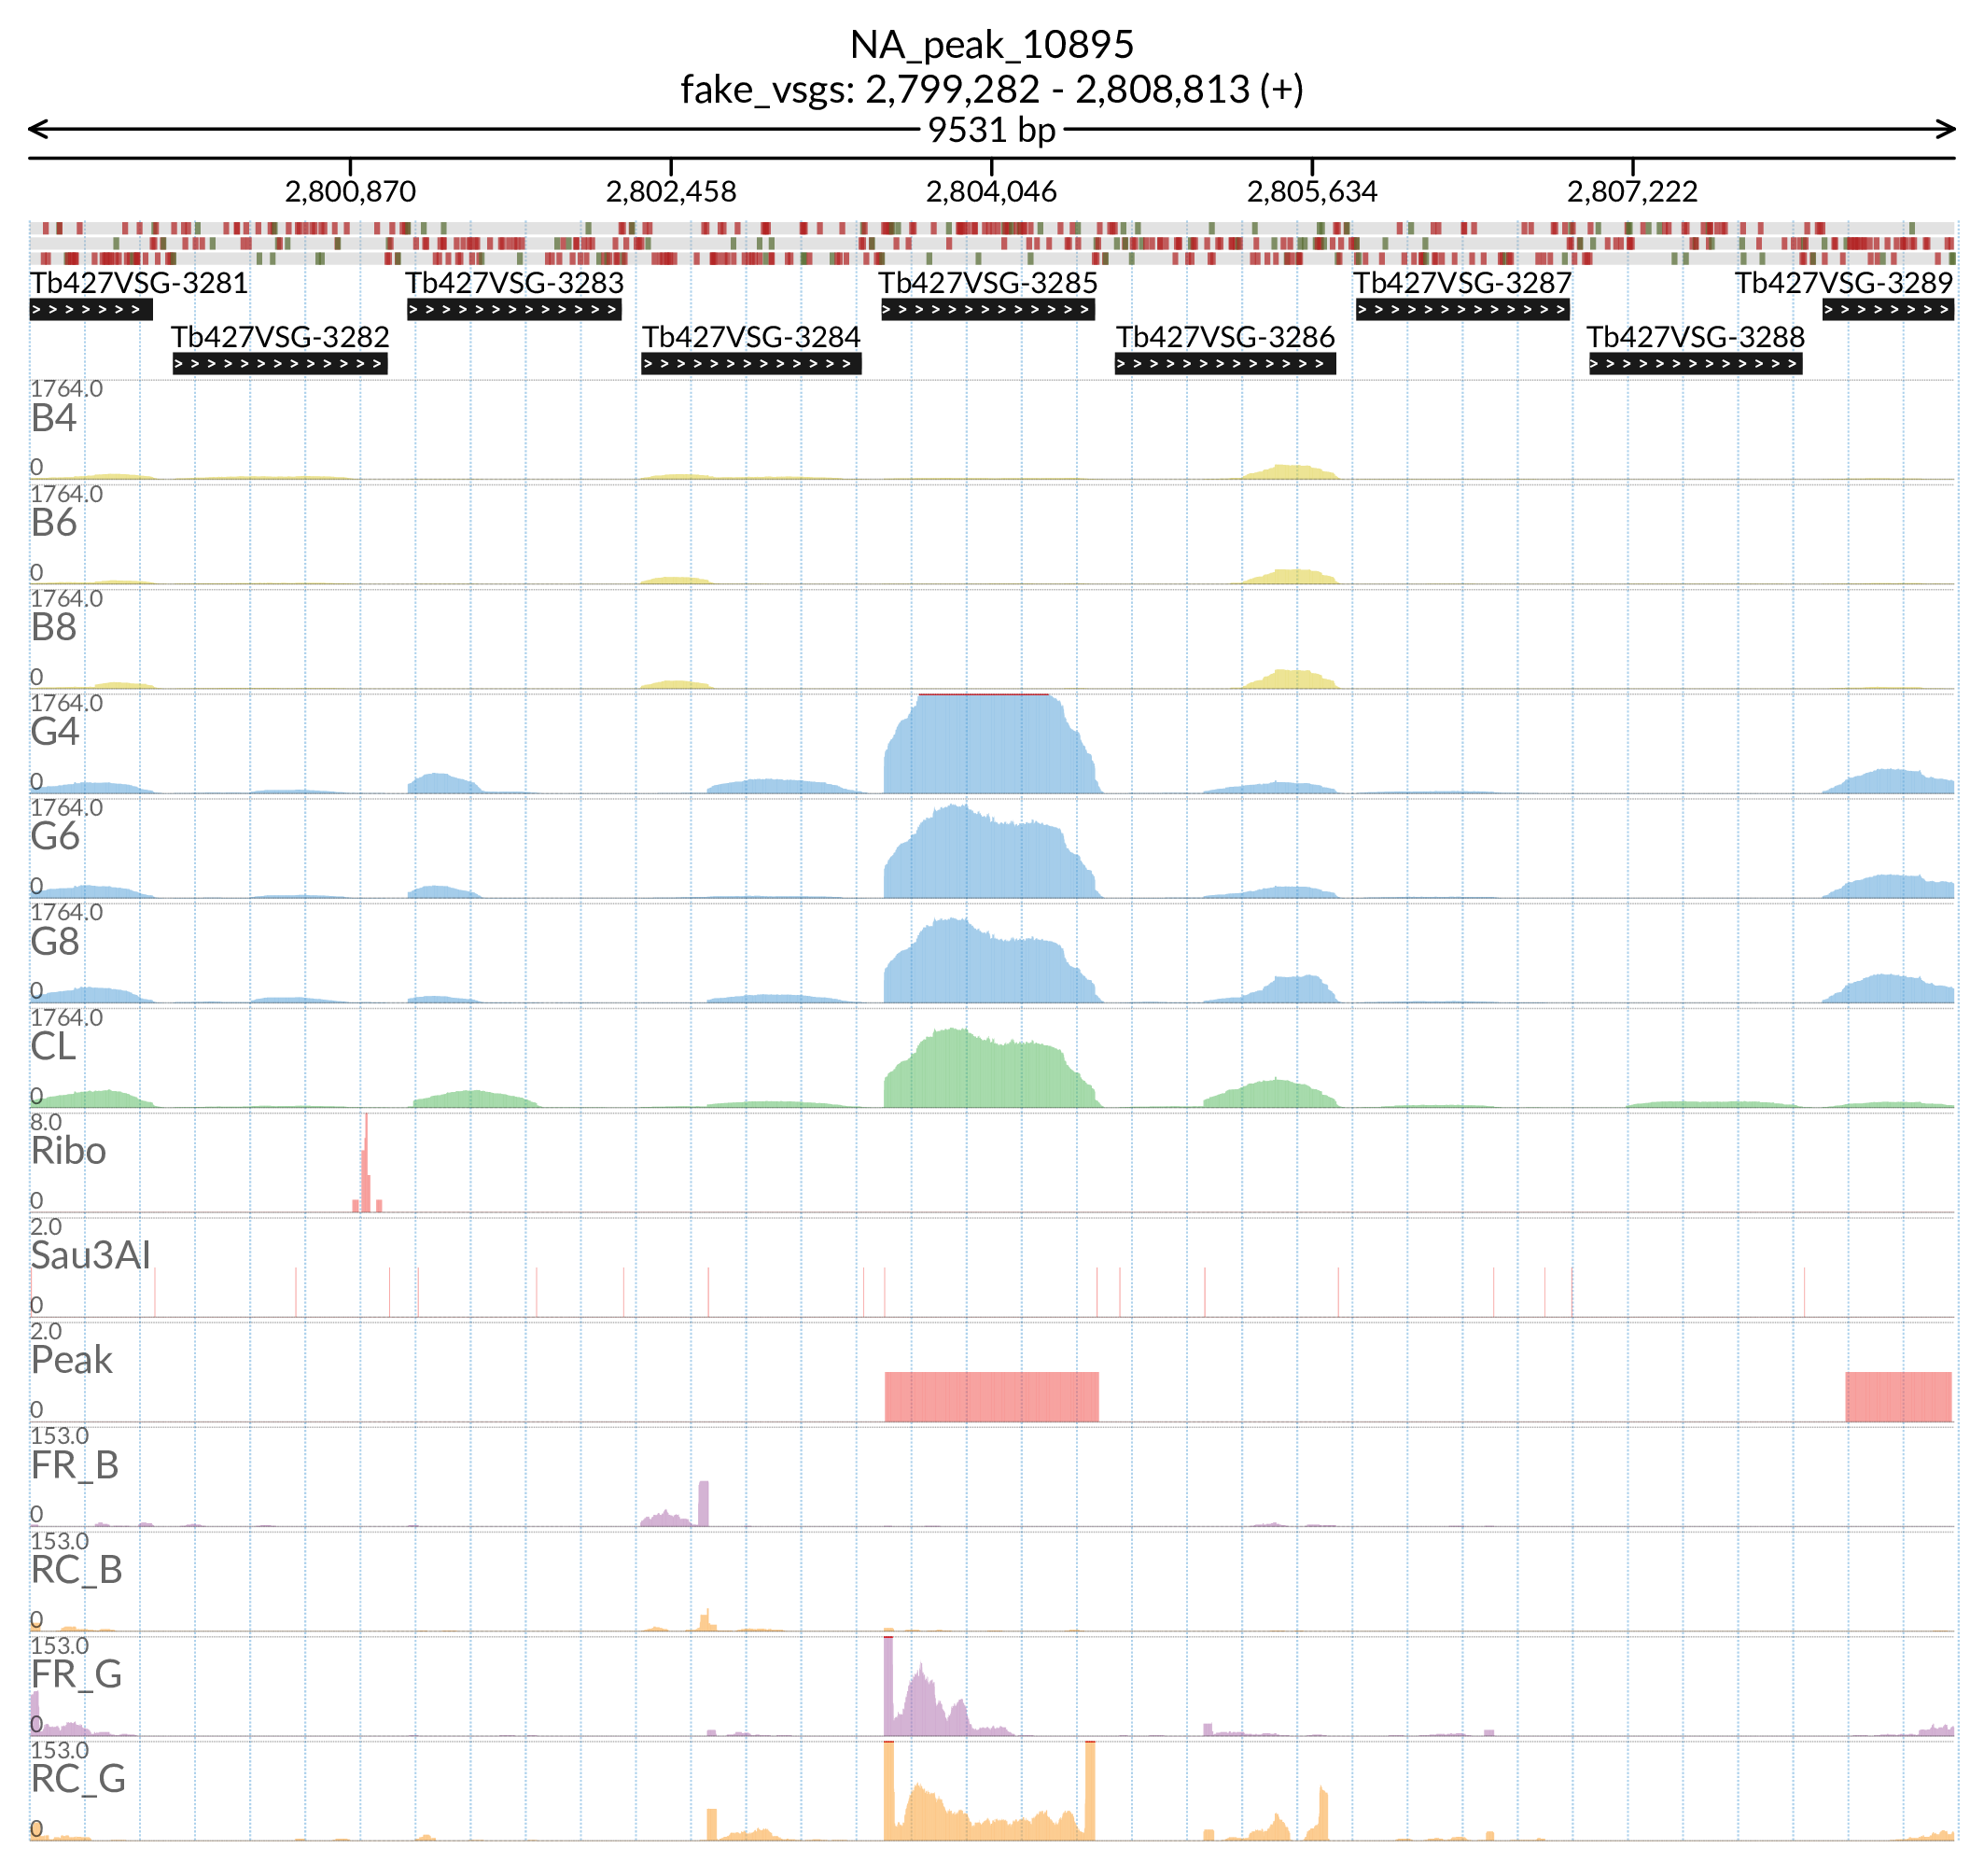 NA_peak_10895
fake_vsgs: 2,799,282 - 2,808,813 (+)
9531 bp
2,800,870 2,802,458 2,804,046 2,805,634 2,807,222
Tb427VSG-3281 Tb427VSG-3283 Tb427VSG-3285 Tb427VSG-3287 Tb427VSG-3289
Tb427VSG-3282 Tb427VSG-3284 Tb427VSG-3286 Tb427VSG-3288
1764.0
B4
0
1764.0
B6
0
1764.0
B8
0
1764.0
G4
0
1764.0
G6
0
1764.0
G8
0
1764.0
CL
0
8.0
Ribo
0
2.0
Sau3AI
0
2.0
Peak
0
153.0
FR_B
0
153.0
RC_B
0
153.0
FR_G
0
153.0
RC_G
0